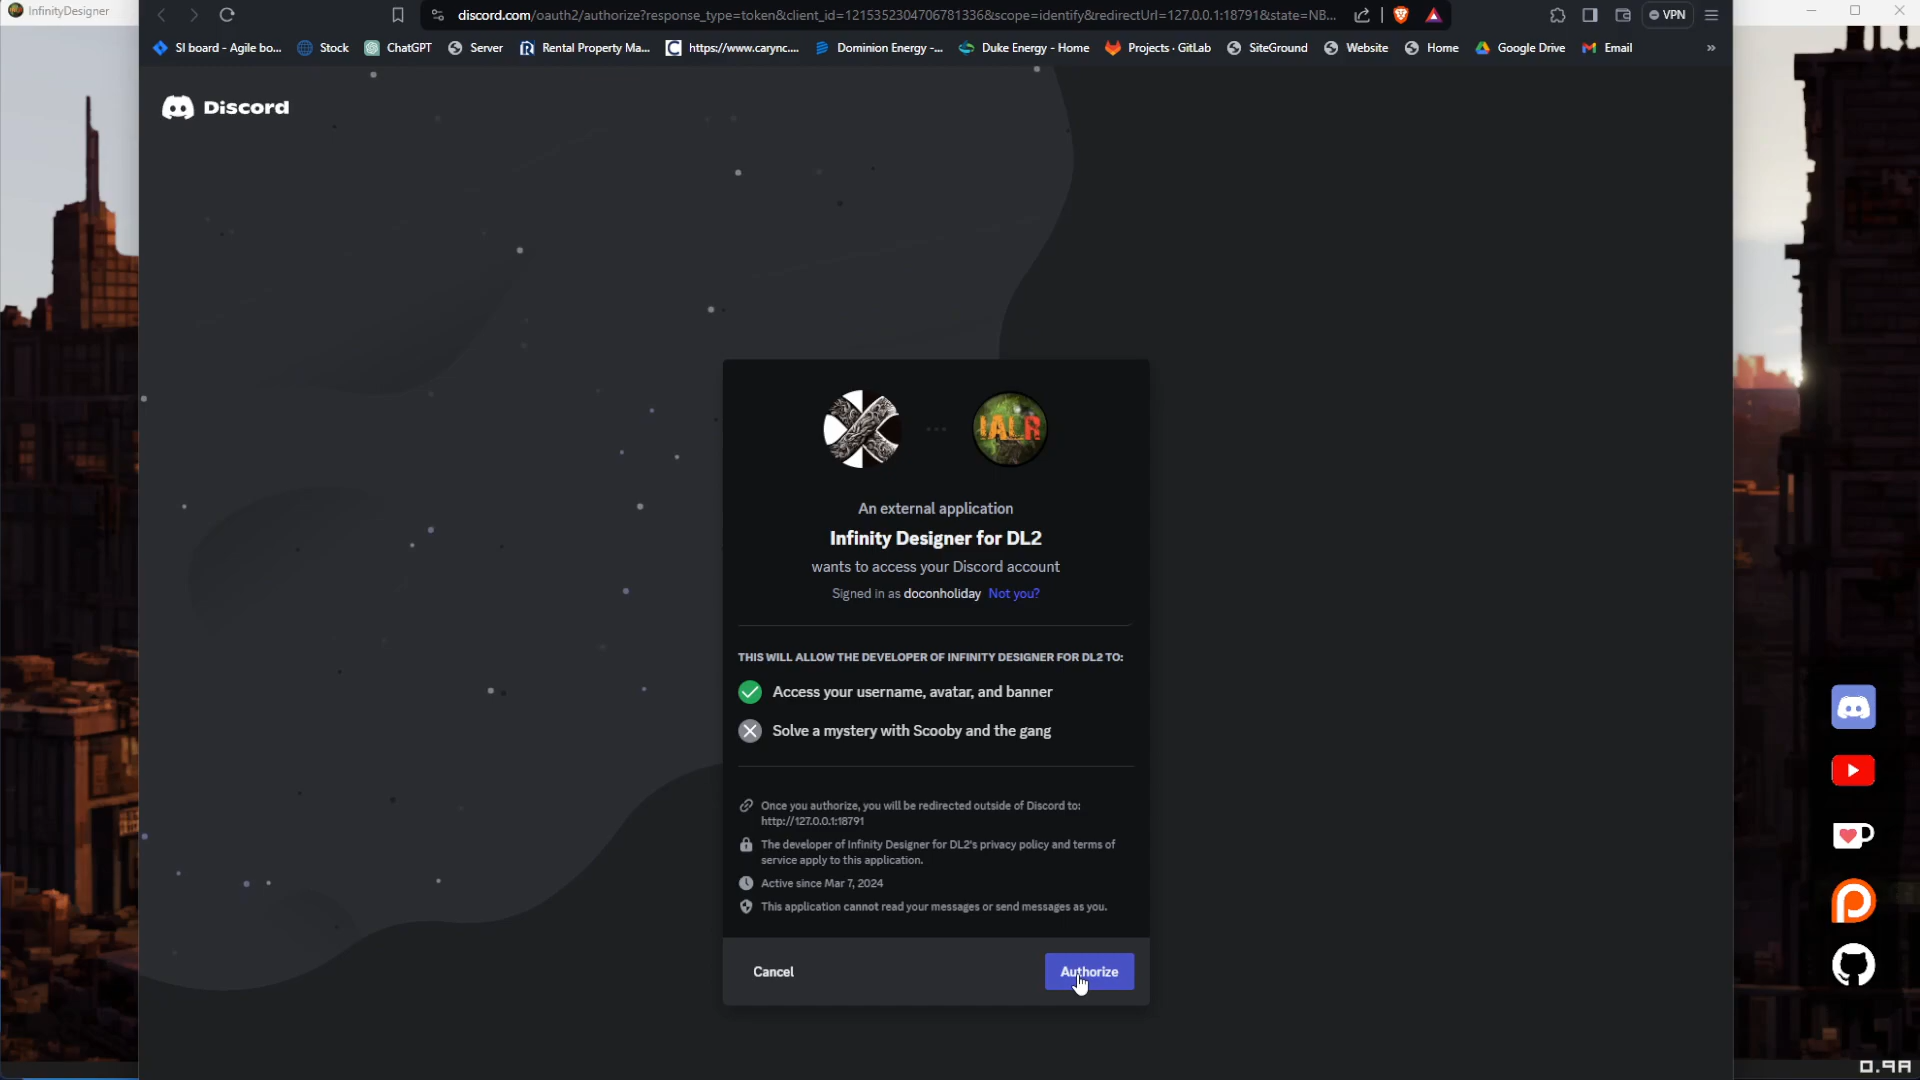 InfinityDesigner
discord.com/oauth2/authorize?response_type=token&client_id=1215352304706781336&scope=identify&redirectUrl=127.0.0.1:18791&state=NB...
VPN
SI board - Agile bo...
Stock
ChatGPT
Server
Rental Property Ma...
https://www.carync....
Dominion Energy -...
Duke Energy - Home
Projects · GitLab
SiteGround
Website
Home
Google Drive
Email
»
Discord
IALR
An external application
Infinity Designer for DL2
wants to access your Discord account
Signed in as doconholiday Not you?
THIS WILL ALLOW THE DEVELOPER OF INFINITY DESIGNER FOR DL2 TO:
Access your username, avatar, and banner
Solve a mystery with Scooby and the gang
Once you authorize, you will be redirected outside of Discord to:
http://127.0.0.1:18791
The developer of Infinity Designer for DL2's privacy policy and terms of
service apply to this application.
Active since Mar 7, 2024
This application cannot read your messages or send messages as you.
Cancel
Authorize
0.9A